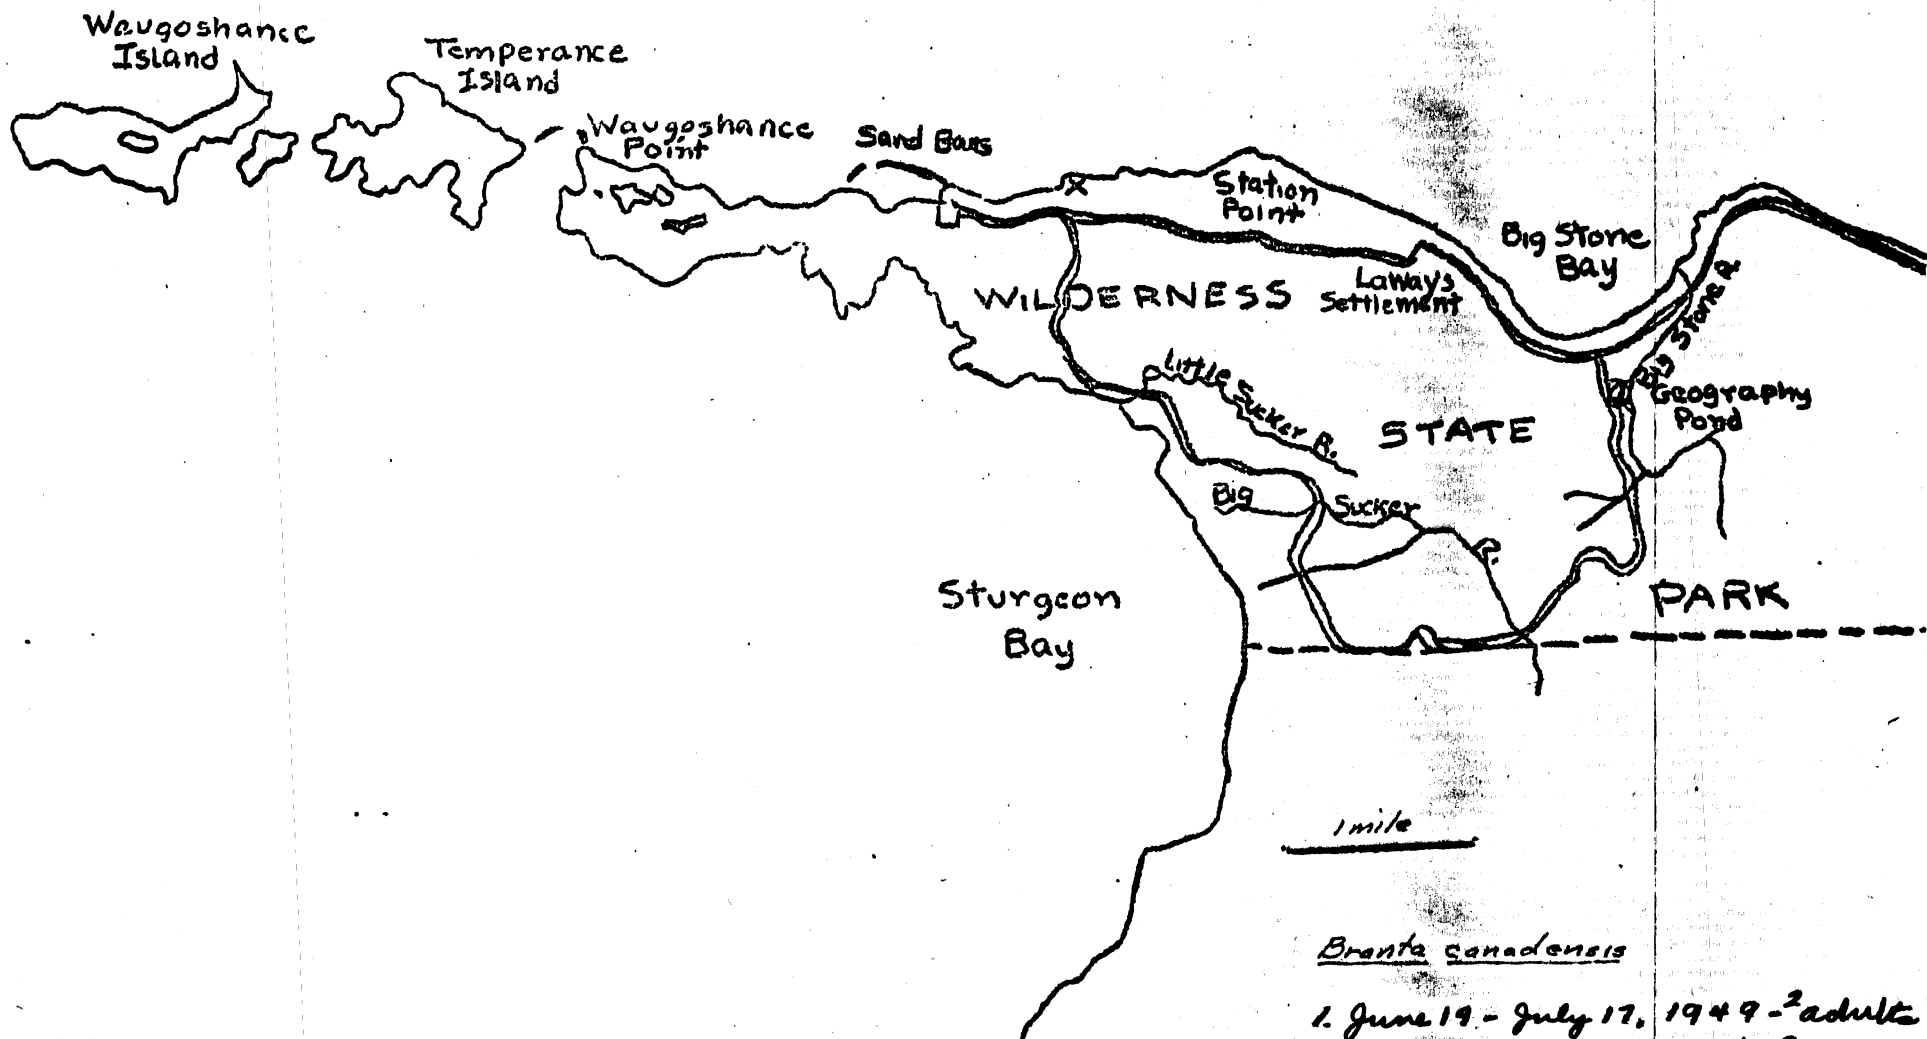 Waugoshance
Island
Temperance
Island
Waugoshance
Point
Sand Bars
Station
Point
Big Stone
Bay
WILDERNESS
LaWay's
Settlement
Big Stone R.
Little Sucker R.
Geography
Pond
STATE
Big Sucker R.
PARK
Sturgeon
Bay
1 mile
Branta canadensis
1. June 19 - July 17, 1949 - 2 adults